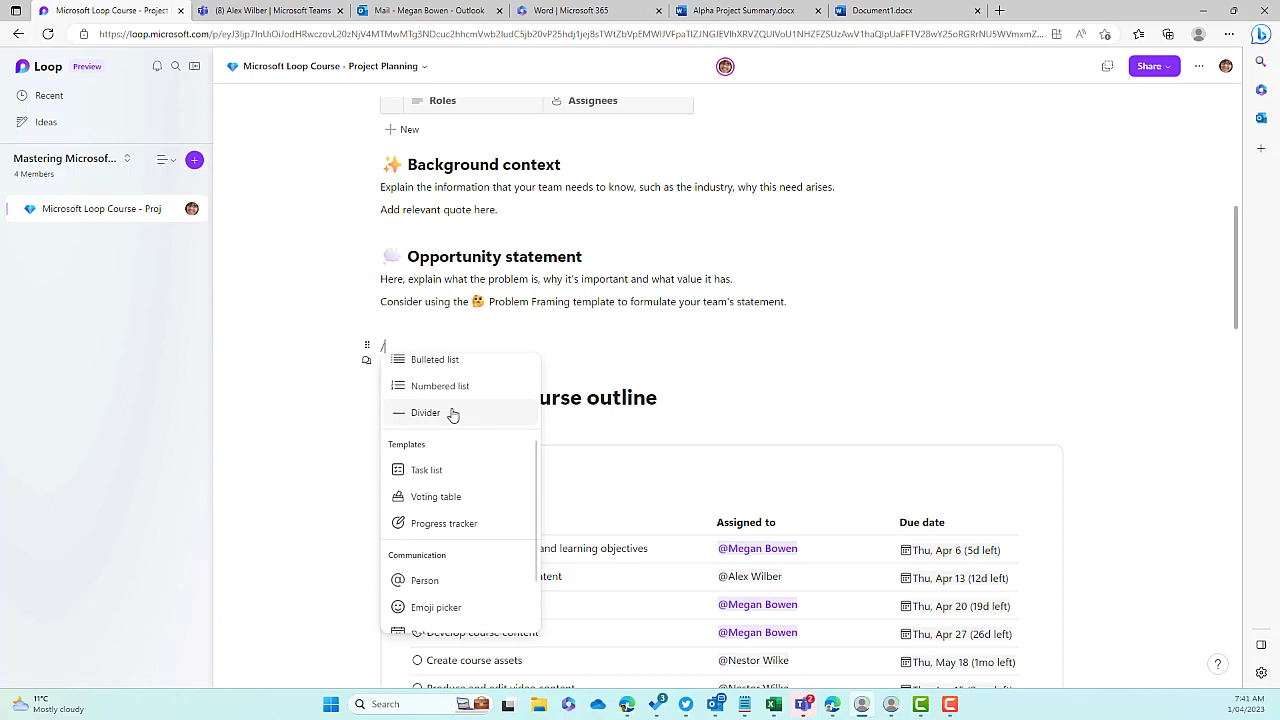 Microsoft Loop Course - Project
(8) Alex Wilber | Microsoft Teams
Mail - Megan Bowen - Outlook
Word | Microsoft 365
Alpha Project Summary.docx
Document1.docx
Loop
Preview
Microsoft Loop Course - Project Planning
Share
Recent
Ideas
Mastering Microsof...
4 Members
Microsoft Loop Course - Proj
Roles
Assignees
New
Background context
Explain the information that your team needs to know, such as the industry, why this need arises.
Add relevant quote here.
Opportunity statement
Here, explain what the problem is, why it's important and what value it has.
Consider using the 🤔 Problem Framing template to formulate your team's statement.
/
Bulleted list
Numbered list
Divider
Templates
Task list
Voting table
Progress tracker
Communication
Person
Emoji picker
urse outline
Assigned to
Due date
and learning objectives
@Megan Bowen
Thu, Apr 6 (5d left)
tent
@Alex Wilber
Thu, Apr 13 (12d left)
@Megan Bowen
Thu, Apr 20 (19d left)
Develop course content
@Megan Bowen
Thu, Apr 27 (26d left)
Create course assets
@Nestor Wilke
Thu, May 18 (1mo left)
11°C
Mostly cloudy
Search
3
2
7:41 AM
1/04/2023